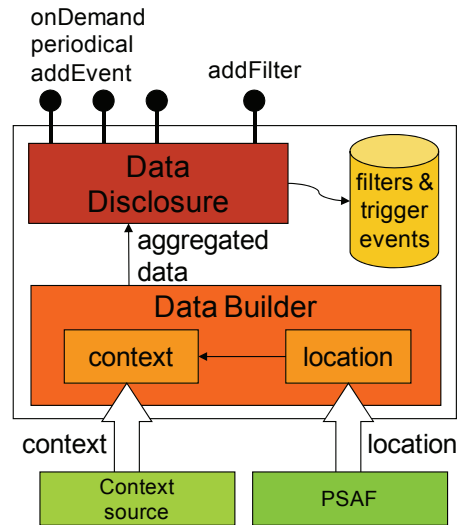 onDemand
periodical
addEvent
addFilter
Data
Disclosure
filters &
trigger
events
aggregated
data
Data Builder
context
location
context
location
Context
source
PSAF